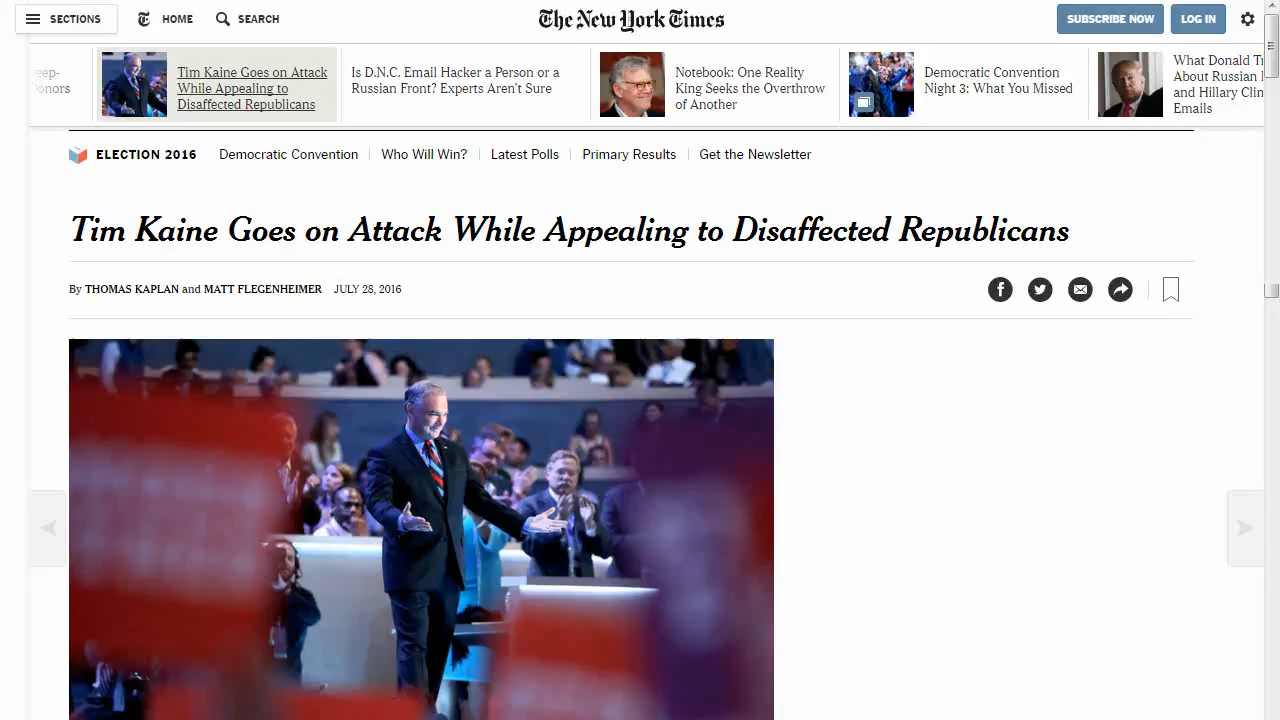 SECTIONS
HOME
SEARCH
The New York Times
SUBSCRIBE NOW
LOG IN
eep-
onors
Tim Kaine Goes on Attack
While Appealing to
Disaffected Republicans
Is D.N.C. Email Hacker a Person or a
Russian Front? Experts Aren't Sure
Notebook: One Reality
King Seeks the Overthrow
of Another
Democratic Convention
Night 3: What You Missed
What Donald Tr
About Russian
and Hillary Clin
Emails
ELECTION 2016
Democratic Convention
Who Will Win?
Latest Polls
Primary Results
Get the Newsletter
Tim Kaine Goes on Attack While Appealing to Disaffected Republicans
By THOMAS KAPLAN and MATT FLEGENHEIMER JULY 28, 2016